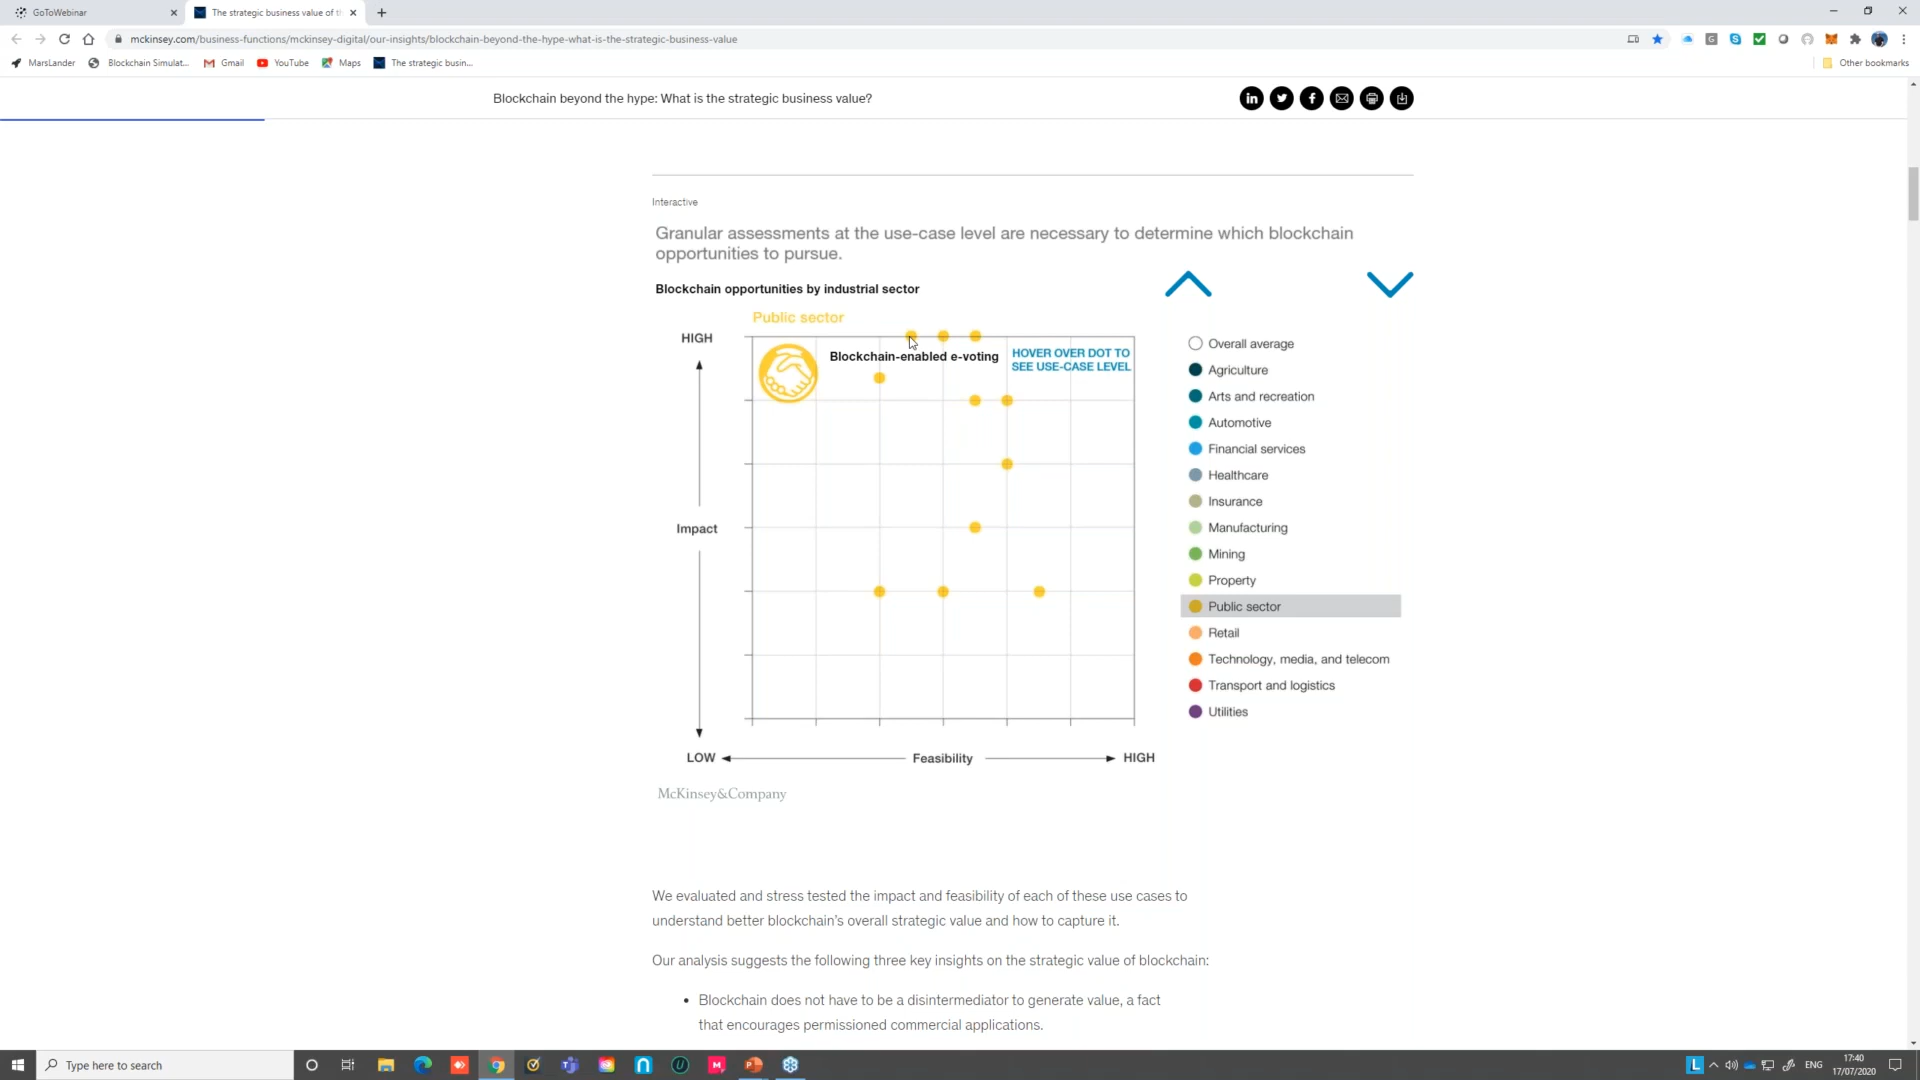 GoToWebinar
The strategic business value of th
mckinsey.com/business-functions/mckinsey-digital/our-insights/blockchain-beyond-the-hype-what-is-the-strategic-business-value
MarsLander
Blockchain Simulat...
Gmail
YouTube
Maps
The strategic busin...
Other bookmarks
Blockchain beyond the hype: What is the strategic business value?
Interactive
Granular assessments at the use-case level are necessary to determine which blockchain
opportunities to pursue.
Blockchain opportunities by industrial sector
Public sector
HIGH
Blockchain-enabled e-voting
HOVER OVER DOT TO
SEE USE-CASE LEVEL
Impact
LOW
Feasibility
HIGH
Overall average
Agriculture
Arts and recreation
Automotive
Financial services
Healthcare
Insurance
Manufacturing
Mining
Property
Public sector
Retail
Technology, media, and telecom
Transport and logistics
Utilities
McKinsey&Company
We evaluated and stress tested the impact and feasibility of each of these use cases to
understand better blockchain’s overall strategic value and how to capture it.
Our analysis suggests the following three key insights on the strategic value of blockchain:
• Blockchain does not have to be a disintermediator to generate value, a fact
that encourages permissioned commercial applications.
Type here to search
ENG
17:40
17/07/2020